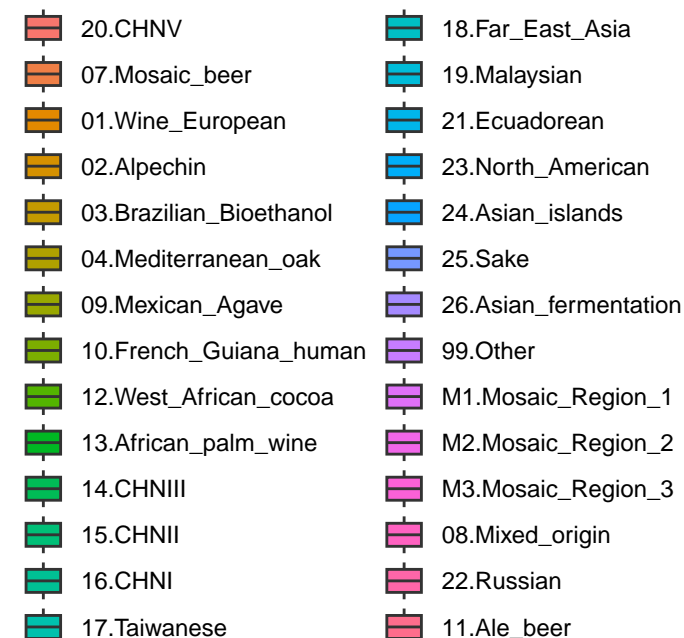 20.CHNV
07.Mosaic_beer
01.Wine_European
02.Alpechin
03.Brazilian_Bioethanol
04.Mediterranean_oak
09.Mexican_Agave
10.French_Guiana_human
12.West_African_cocoa
13.African_palm_wine
14.CHNIII
15.CHNII
16.CHNI
17.Taiwanese
18.Far_East_Asia
19.Malaysian
21.Ecuadorean
23.North_American
24.Asian_islands
25.Sake
26.Asian_fermentation
99.Other
M1.Mosaic_Region_1
M2.Mosaic_Region_2
M3.Mosaic_Region_3
08.Mixed_origin
22.Russian
11.Ale_beer